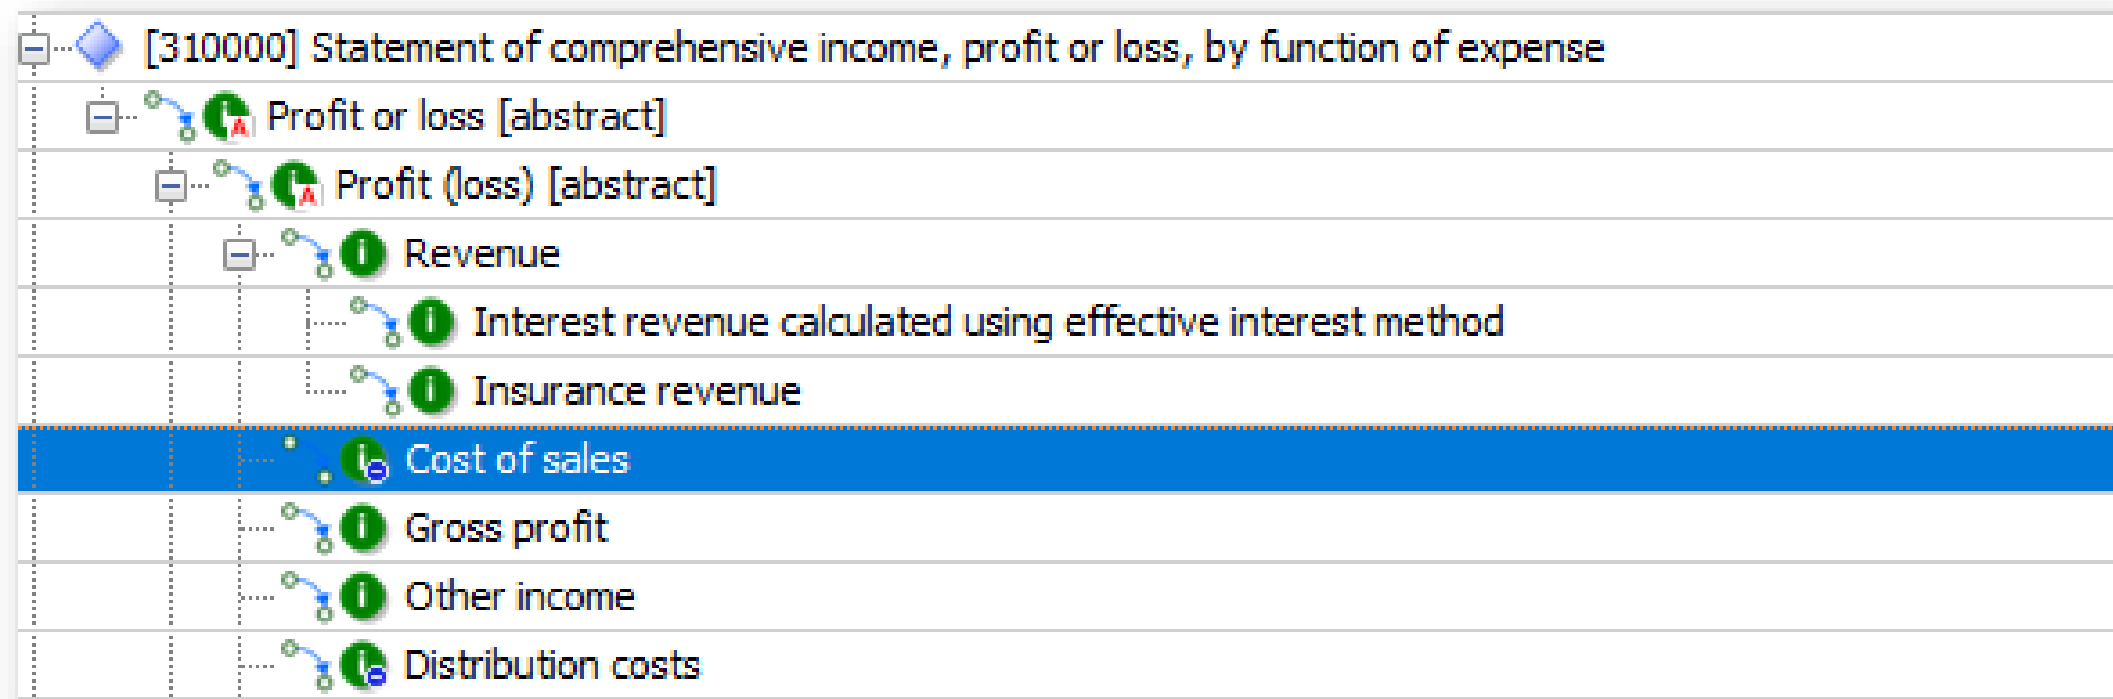 [310000] Statement of comprehensive income, profit or loss, by function of expense
Profit or loss [abstract]
Profit (loss) [abstract]
Revenue
Interest revenue calculated using effective interest method
Insurance revenue
Cost of sales
Gross profit
Other income
Distribution costs